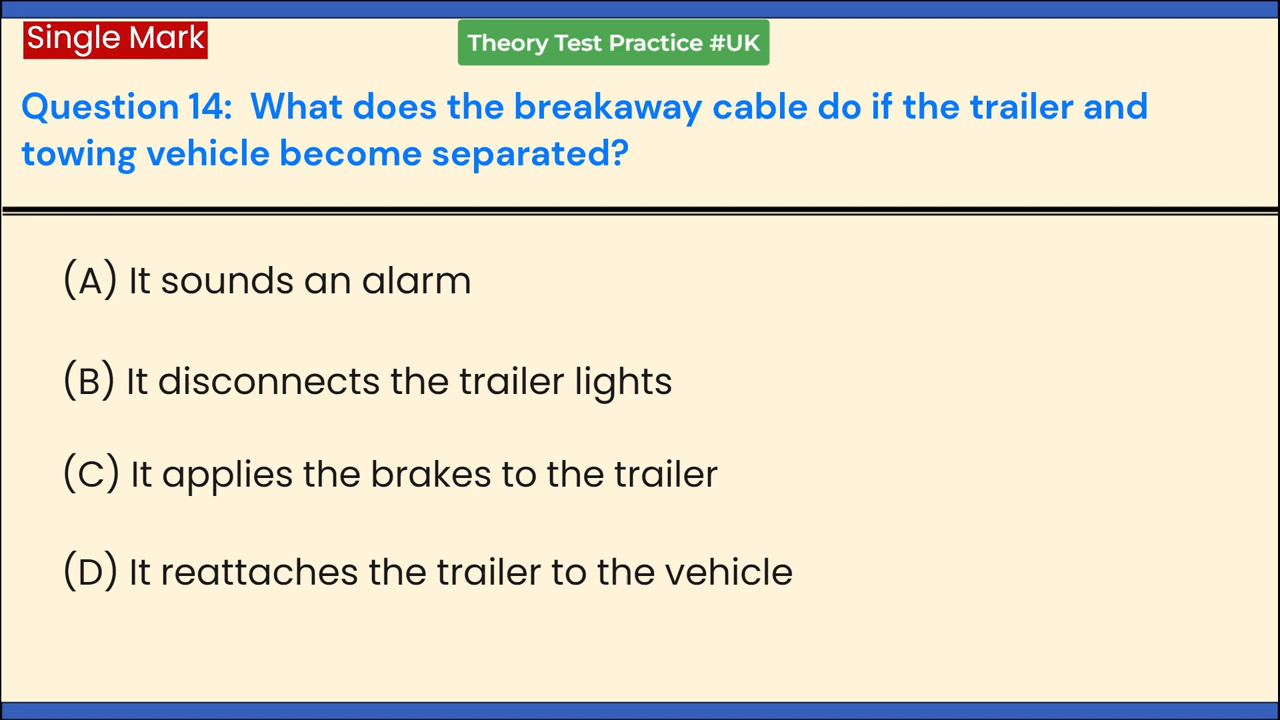 Single Mark
Theory Test Practice #UK
Question 14: What does the breakaway cable do if the trailer and
towing vehicle become separated?
(A) It sounds an alarm
(B) It disconnects the trailer lights
(C) It applies the brakes to the trailer
(D) It reattaches the trailer to the vehicle